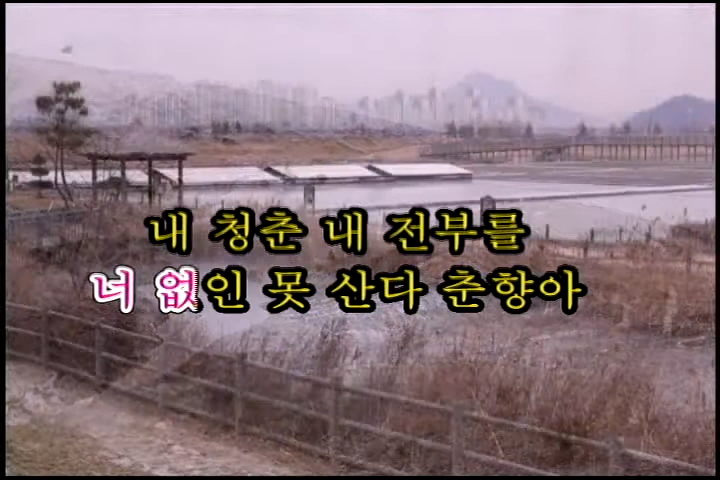 내 청춘 내 전부를
너 없인 못 산다 춘향아